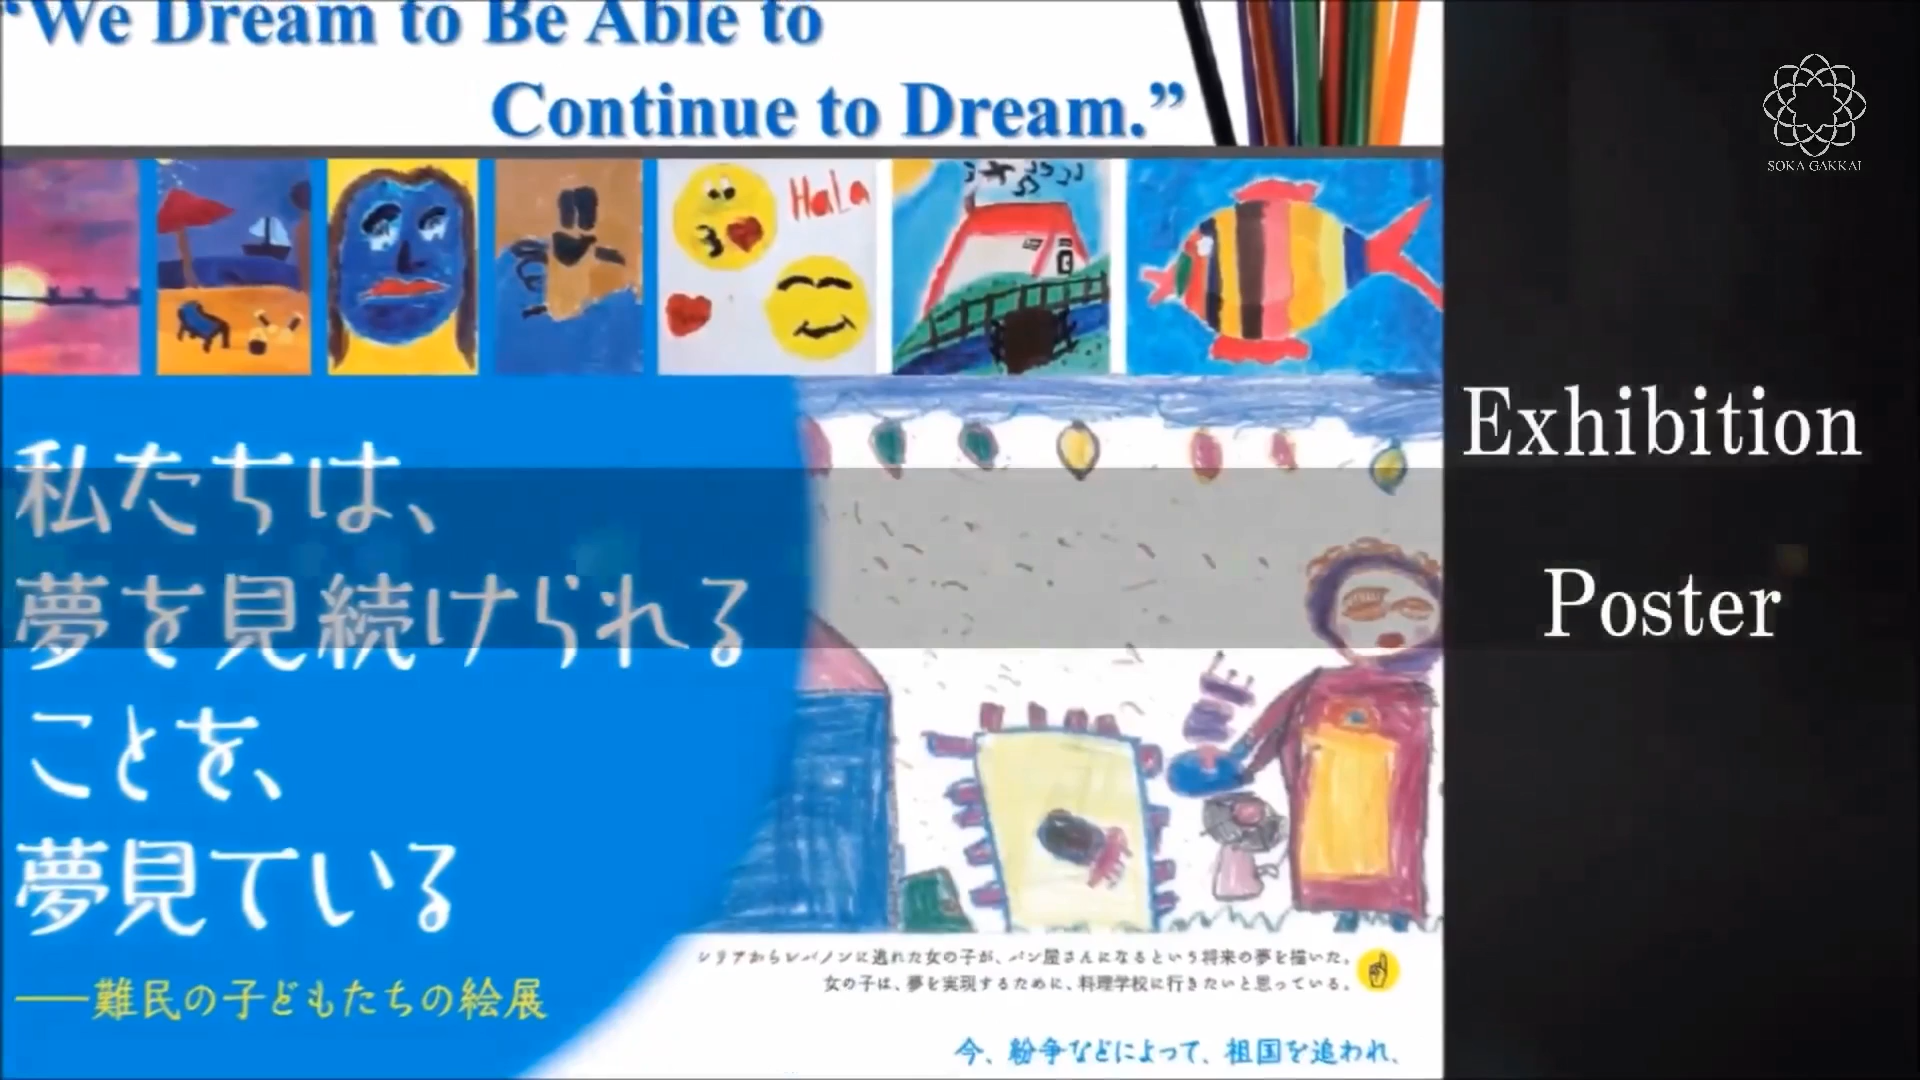 “We Dream to Be Able to
Continue to Dream.”
SOKA GAKKAI
HaLa
Exhibition
Poster
私たちは、
夢を見続けられる
ことを、
夢見ている
──難民の子どもたちの絵展
シリアからレバノンに逃れた女の子が、パン屋さんになるという将来の夢を描いた。
女の子は、夢を実現するために、料理学校に行きたいと思っている。
今、紛争などによって、祖国を追われ、